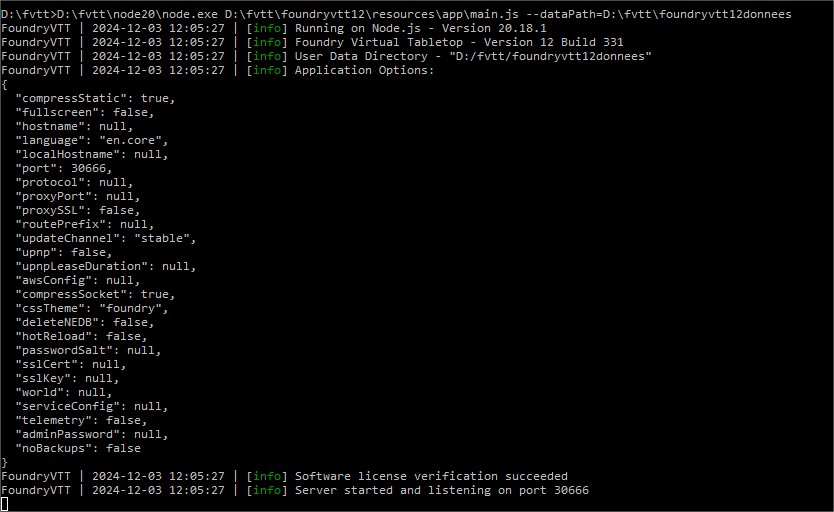 D:\fvtt>D:\fvtt\node20\node.exe D:\fvtt\foundryvtt12\resources\app\main.js --dataPath=D:\fvtt\foundryvtt12donnees
FoundryVTT | 2024-12-03 12:05:27 | [info] Running on Node.js - Version 20.18.1
FoundryVTT | 2024-12-03 12:05:27 | [info] Foundry Virtual Tabletop - Version 12 Build 331
FoundryVTT | 2024-12-03 12:05:27 | [info] User Data Directory - "D:/fvtt/foundryvtt12donnees"
FoundryVTT | 2024-12-03 12:05:27 | [info] Application Options:
{
  "compressStatic": true,
  "fullscreen": false,
  "hostname": null,
  "language": "en.core",
  "localHostname": null,
  "port": 30666,
  "protocol": null,
  "proxyPort": null,
  "proxySSL": false,
  "routePrefix": null,
  "updateChannel": "stable",
  "upnp": false,
  "upnpLeaseDuration": null,
  "awsConfig": null,
  "compressSocket": true,
  "cssTheme": "foundry",
  "deleteNEDB": false,
  "hotReload": false,
  "passwordSalt": null,
  "sslCert": null,
  "sslKey": null,
  "world": null,
  "serviceConfig": null,
  "telemetry": false,
  "adminPassword": null,
  "noBackups": false
}
FoundryVTT | 2024-12-03 12:05:27 | [info] Software license verification succeeded
FoundryVTT | 2024-12-03 12:05:27 | [info] Server started and listening on port 30666